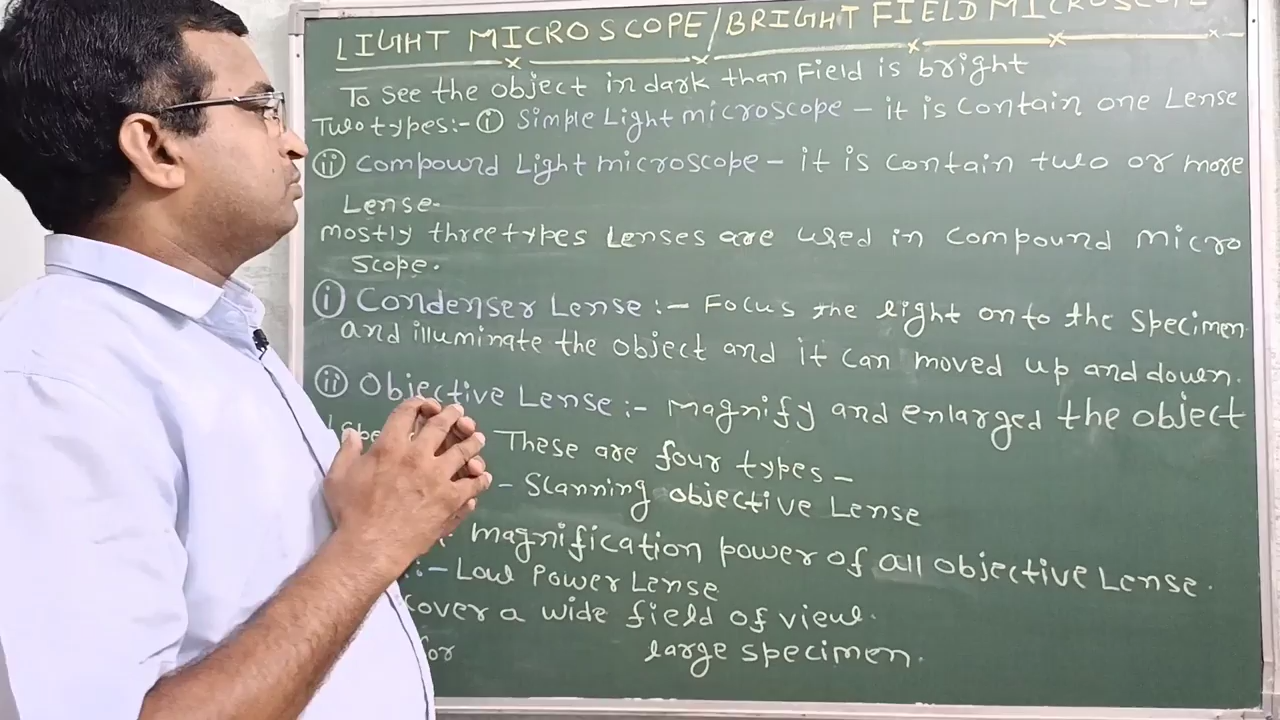 LIGHT MICROSCOPE/BRIGHT FIELD MICROSCOPE
To see the object in dark than Field is bright
Two types:- (i) Simple Light microscope - it is contain one Lense
(ii) Compound Light microscope - it is contain two or more
Lense.
mostly three types Lenses are used in compound micro
scope.
(i) Condenser Lense :- Focus the light onto the specimen
and illuminate the object and it can moved up and down.
(ii) Objective Lense :- magnify and enlarged the object
These are four types -
- Scanning objective Lense
magnification power of all objective Lense.
:- Low Power Lense
cover a wide field of view.
for large specimen.